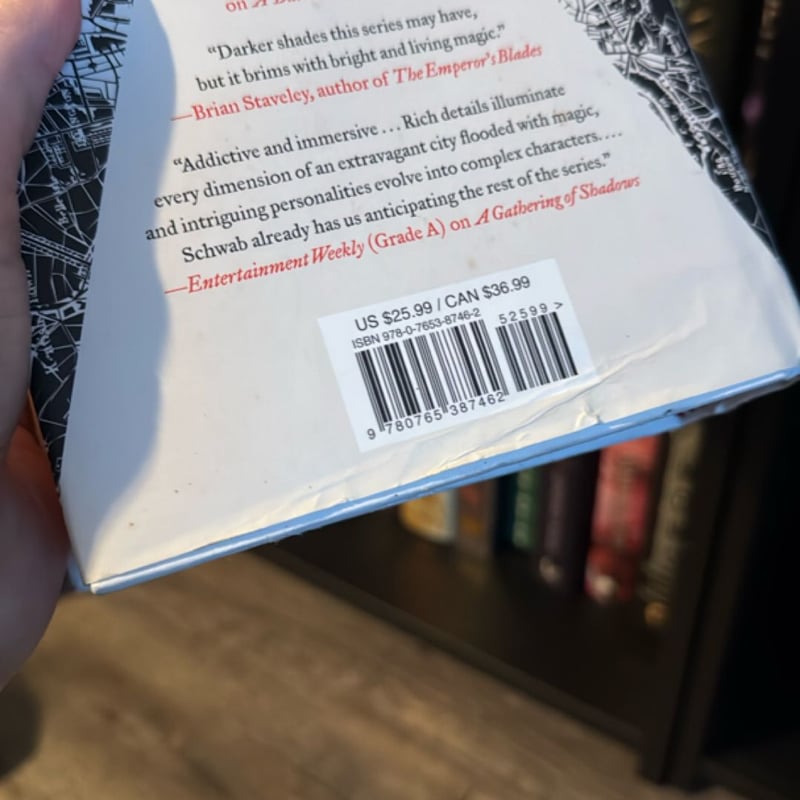 on A
"Darker shades this series may have,
but it brims with bright and living magic."
—Brian Staveley, author of The Emperor's Blades
"Addictive and immersive . . . Rich details illuminate
every dimension of an extravagant city flooded with magic,
and intriguing personalities evolve into complex characters. . . .
Schwab already has us anticipating the rest of the series."
—Entertainment Weekly (Grade A) on A Gathering of Shadows
US $25.99 / CAN $36.99
ISBN 978-0-7653-8746-2
52599 >
9 780765 387462